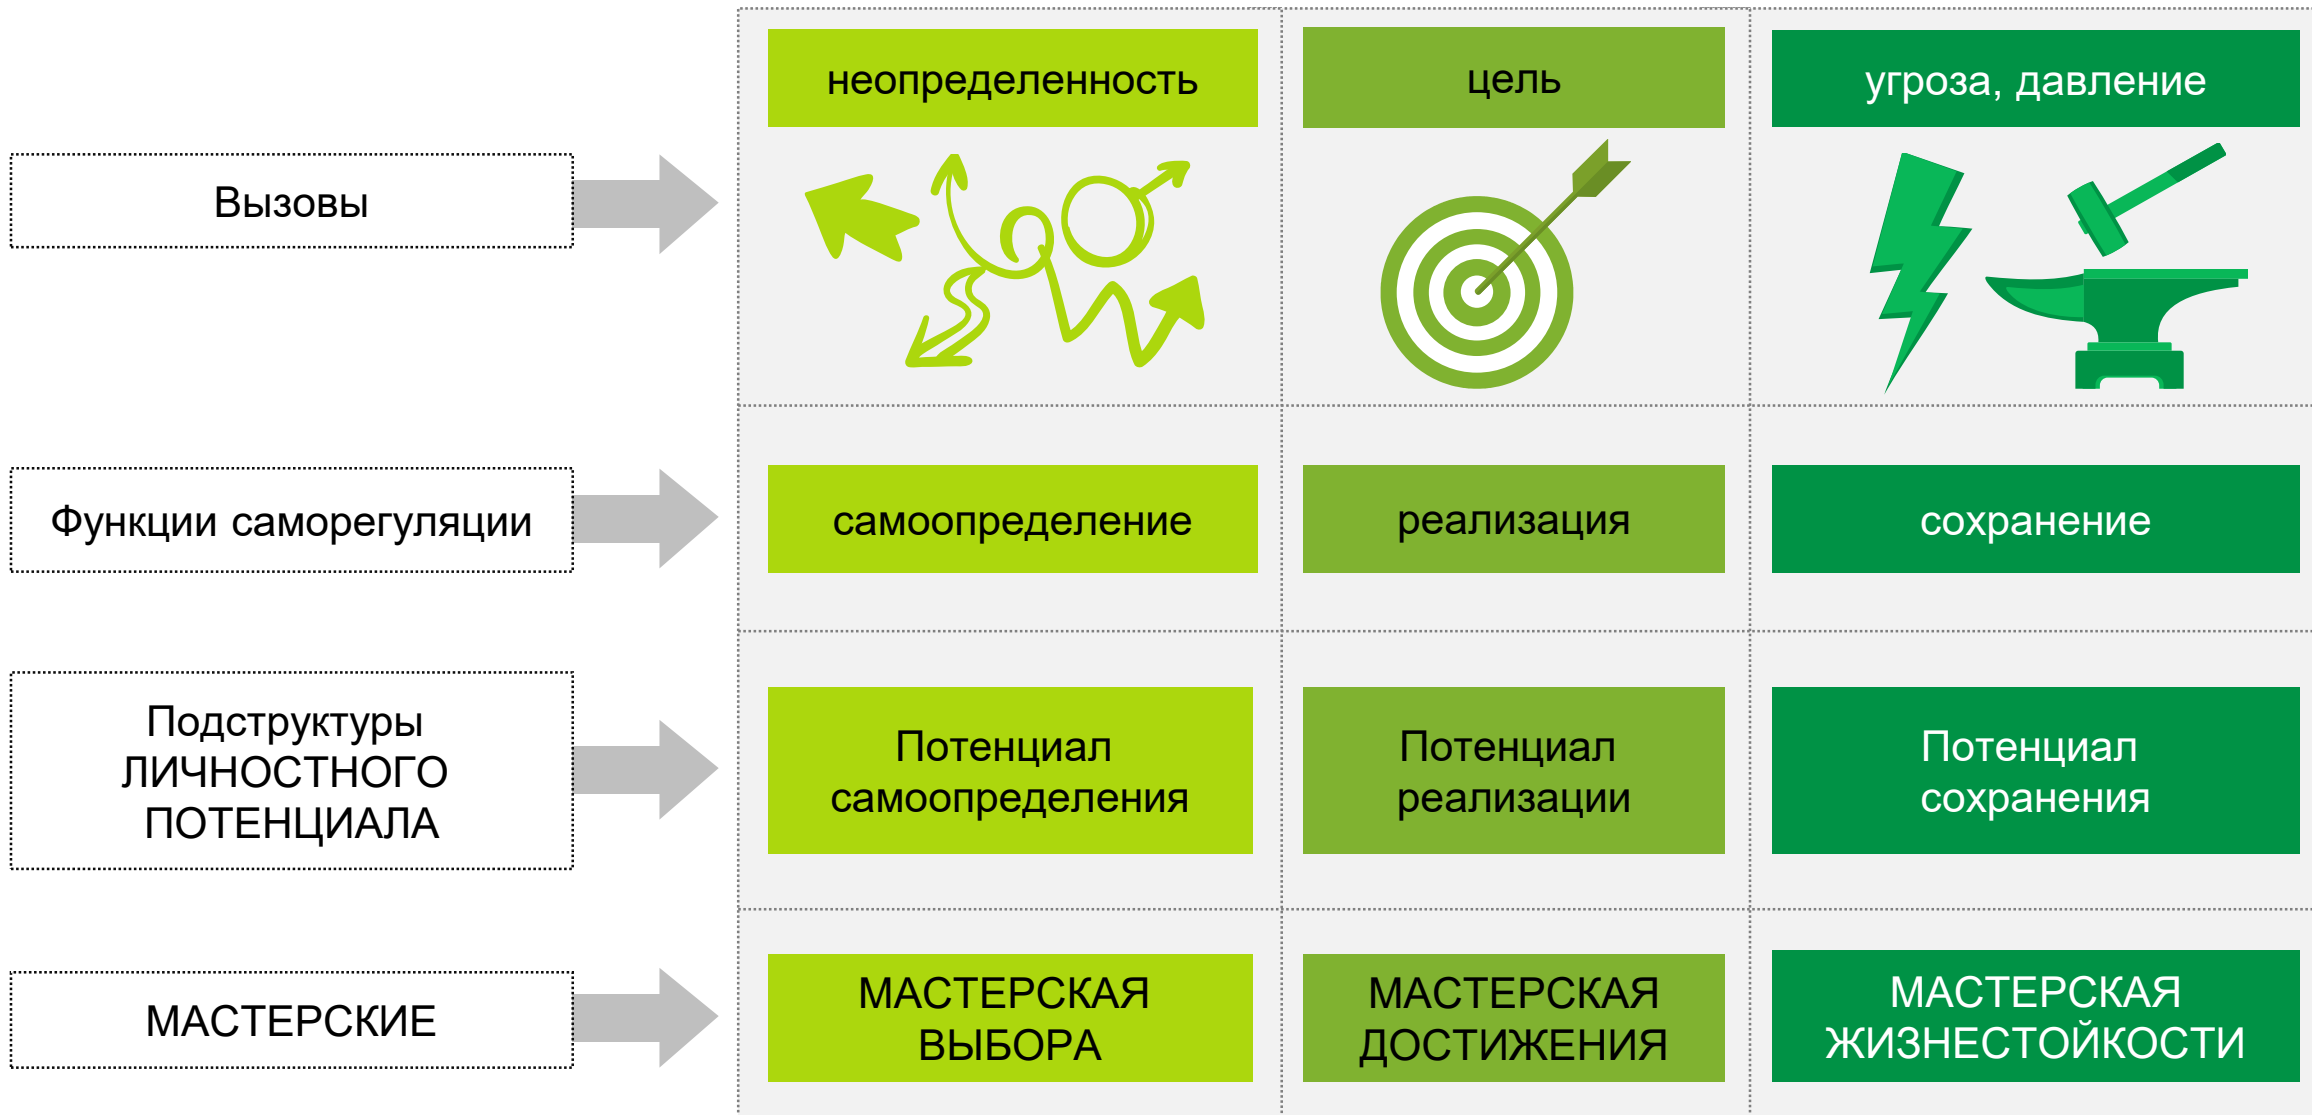 неопределенность
цель
угроза, давление
Вызовы
Функции саморегуляции
самоопределение
реализация
сохранение
Подструктуры
ЛИЧНОСТНОГО
ПОТЕНЦИАЛА
Потенциал
самоопределения
Потенциал
реализации
Потенциал
сохранения
МАСТЕРСКИЕ
МАСТЕРСКАЯ
ВЫБОРА
МАСТЕРСКАЯ
ДОСТИЖЕНИЯ
МАСТЕРСКАЯ
ЖИЗНЕСТОЙКОСТИ